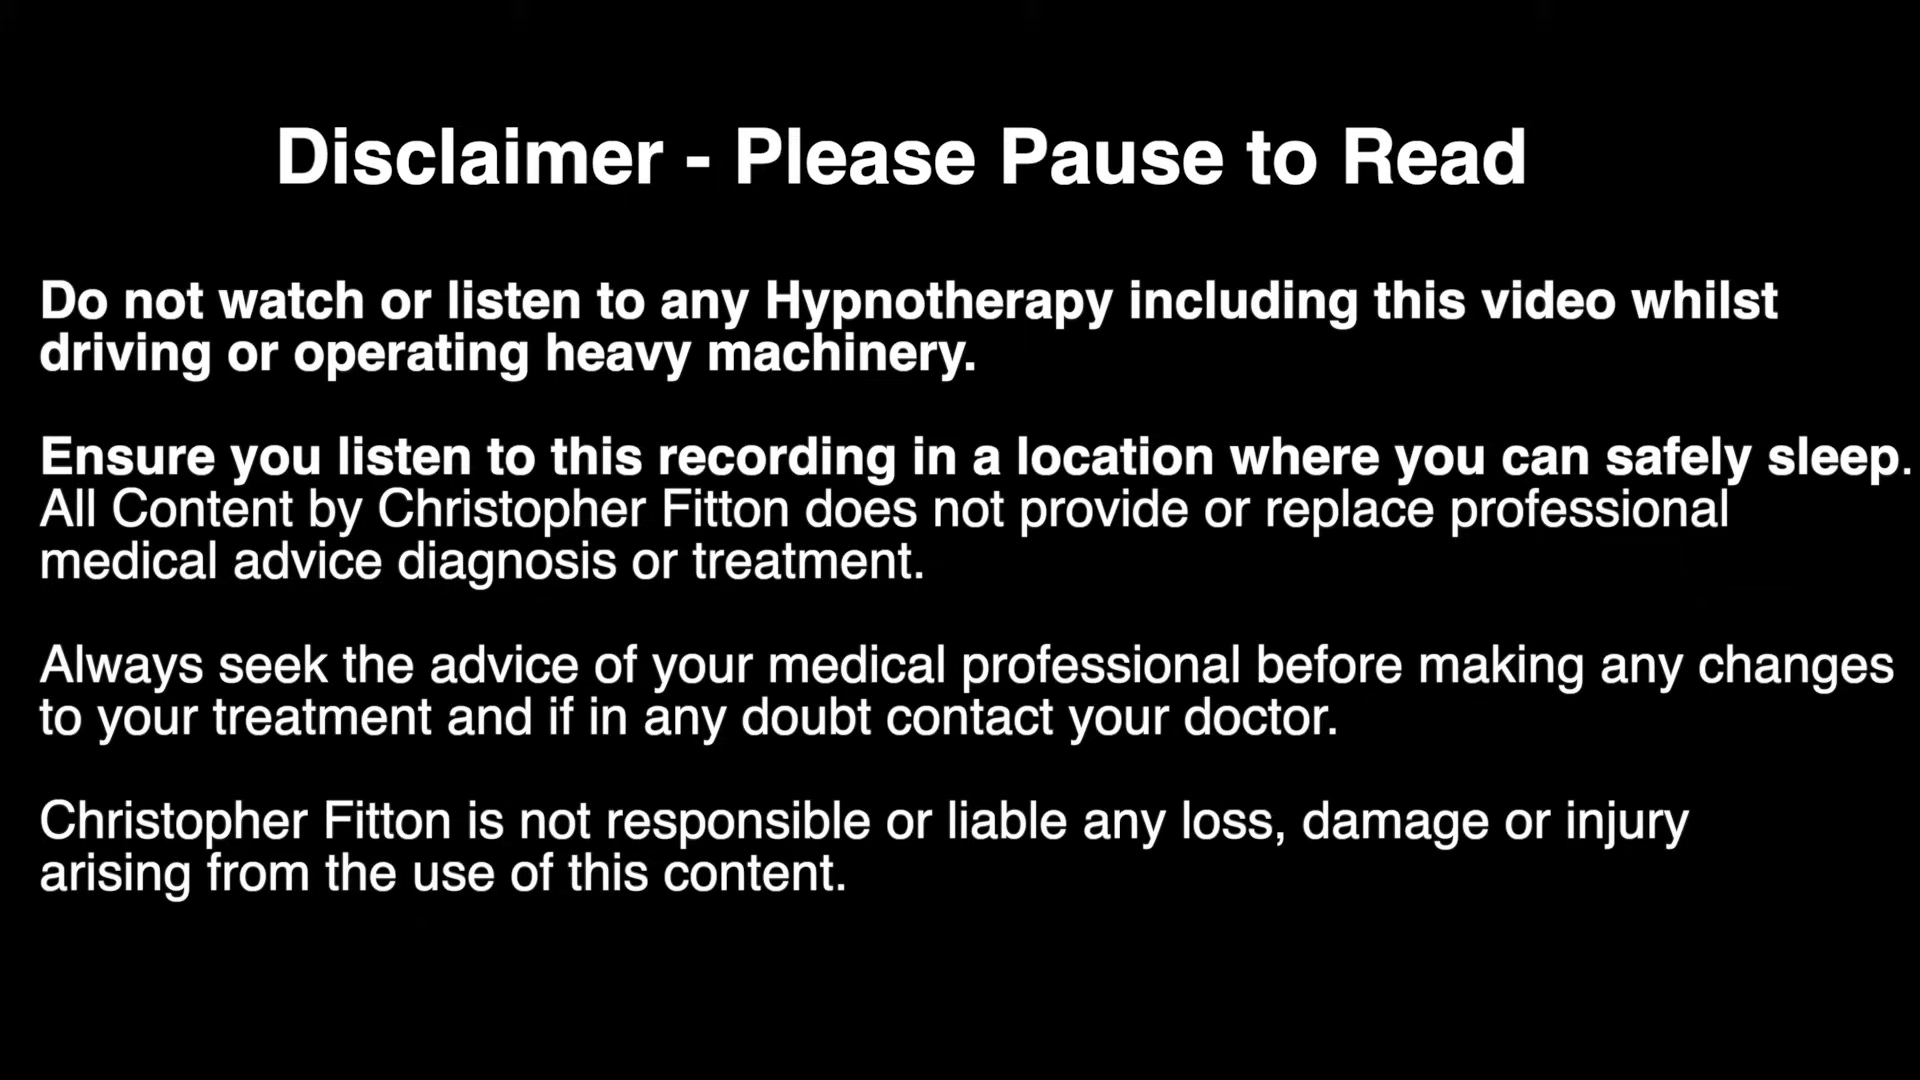 Disclaimer - Please Pause to Read
Do not watch or listen to any Hypnotherapy including this video whilst
driving or operating heavy machinery.
Ensure you listen to this recording in a location where you can safely sleep.
All Content by Christopher Fitton does not provide or replace professional
medical advice diagnosis or treatment.
Always seek the advice of your medical professional before making any changes
to your treatment and if in any doubt contact your doctor.
Christopher Fitton is not responsible or liable any loss, damage or injury
arising from the use of this content.